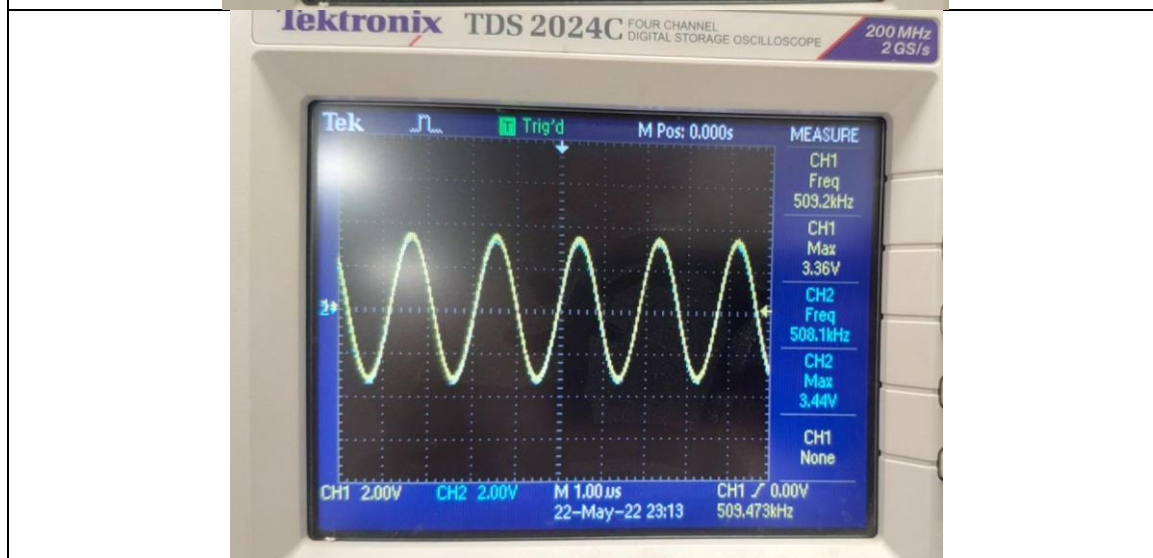 Tektronix TDS 2024C FOUR CHANNEL
DIGITAL STORAGE OSCILLOSCOPE
200 MHz
2 GS/s
Tek
T Trig'd
M Pos: 0.000s
MEASURE
CH1
Freq
509.2kHz
CH1
Max
3.36V
CH2
Freq
508.1kHz
CH2
Max
3.44V
CH1
None
2
CH1 2.00V
CH2 2.00V
M 1.00µs
CH1 / 0.00V
22-May-22 23:13
509.473kHz